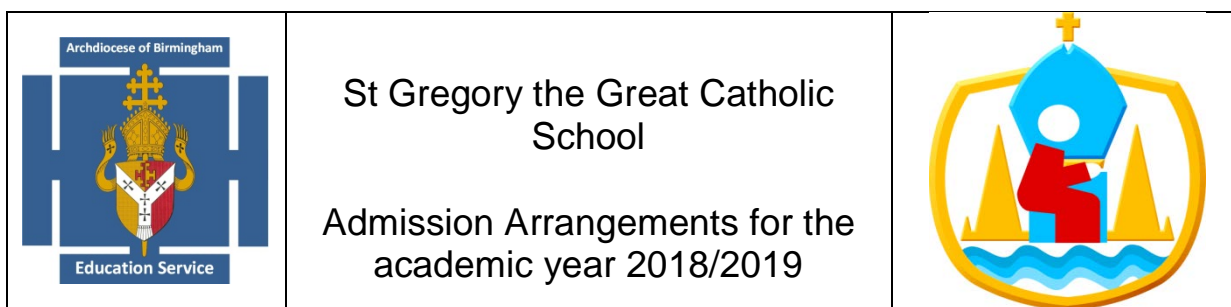 Archdiocese of Birmingham
Education Service
St Gregory the Great Catholic
School
Admission Arrangements for the
academic year 2018/2019